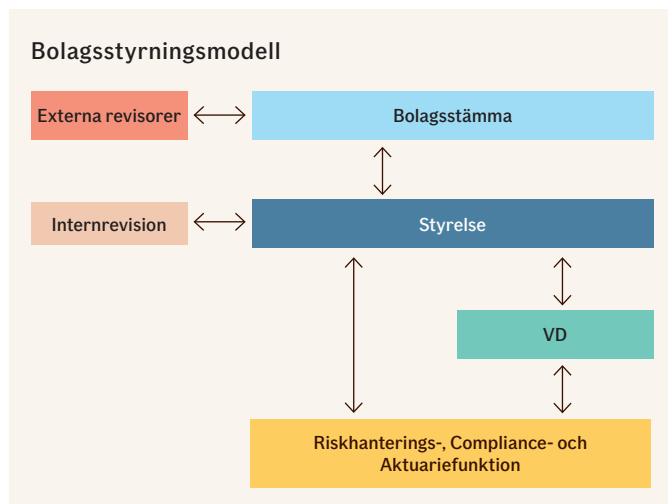 Bolagsstyrningsmodell
Externa revisorer
Bolagsstämma
Internrevision
Styrelse
VD
Riskhanterings-, Compliance- och
Aktuariefunktion